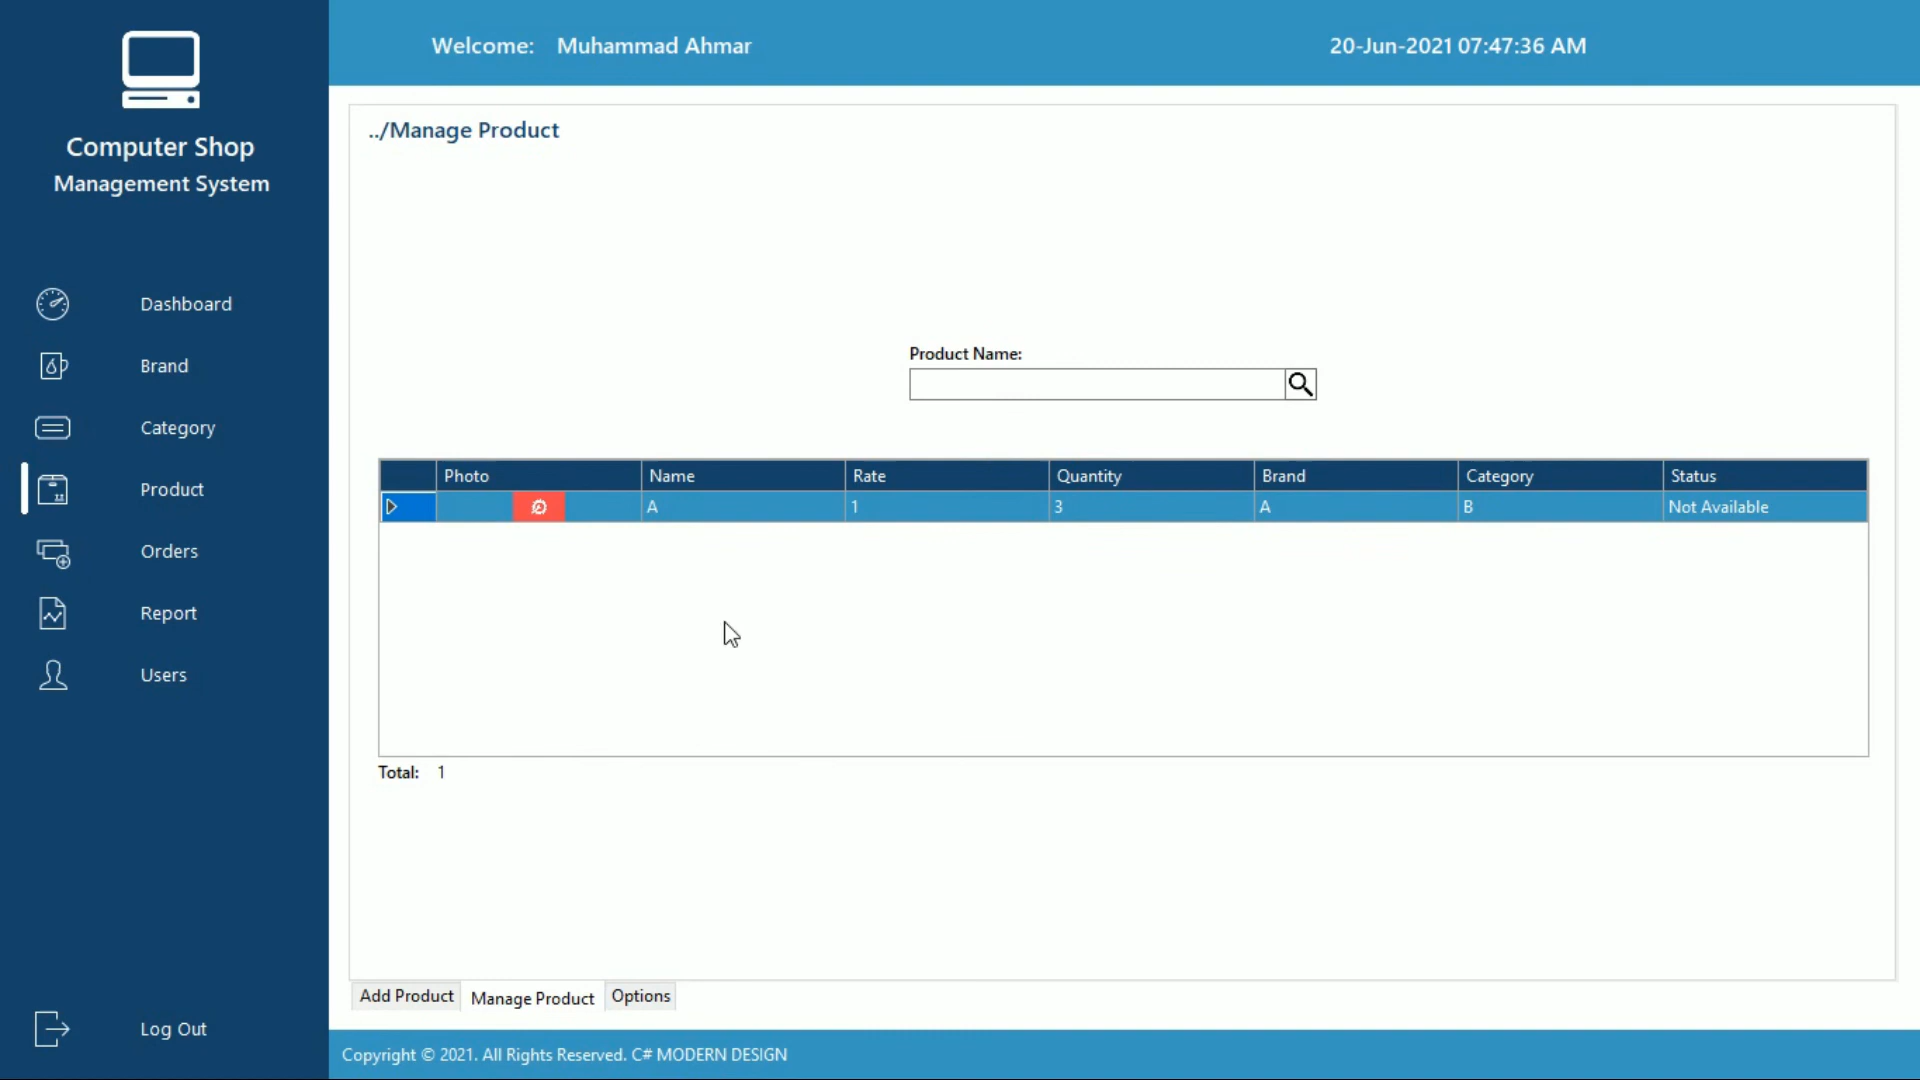 Welcome: Muhammad Ahmar
20-Jun-2021 07:47:36 AM
Computer Shop
Management System
Dashboard
Brand
Category
Product
Orders
Report
Users
Log Out
../Manage Product
Product Name:
Photo Name Rate Quantity Brand Category Status
A 1 3 A B Not Available
Total: 1
Add Product Manage Product Options
Copyright © 2021. All Rights Reserved. C# MODERN DESIGN